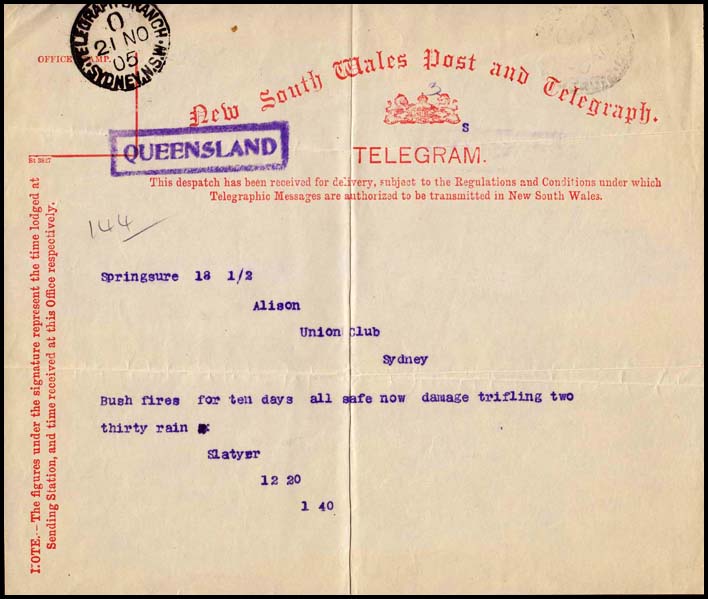 TELEGRAPH BRANCH
O
21 NO
05
SYDNEY N.S.W.
OFFICE STAMP.
New South Wales Post and Telegraph.
3
S
QUEENSLAND
TELEGRAM.
This despatch has been received for delivery, subject to the Regulations and Conditions under which
Telegraphic Messages are authorized to be transmitted in New South Wales.
144
Springsure 18 1/2
Alison
Union Club
Sydney
Bush fires for ten days all safe now damage trifling two
thirty rain
Slatyer
12 20
1 40
NOTE.—The figures under the signature represent the time lodged at
Sending Station, and time received at this Office respectively.